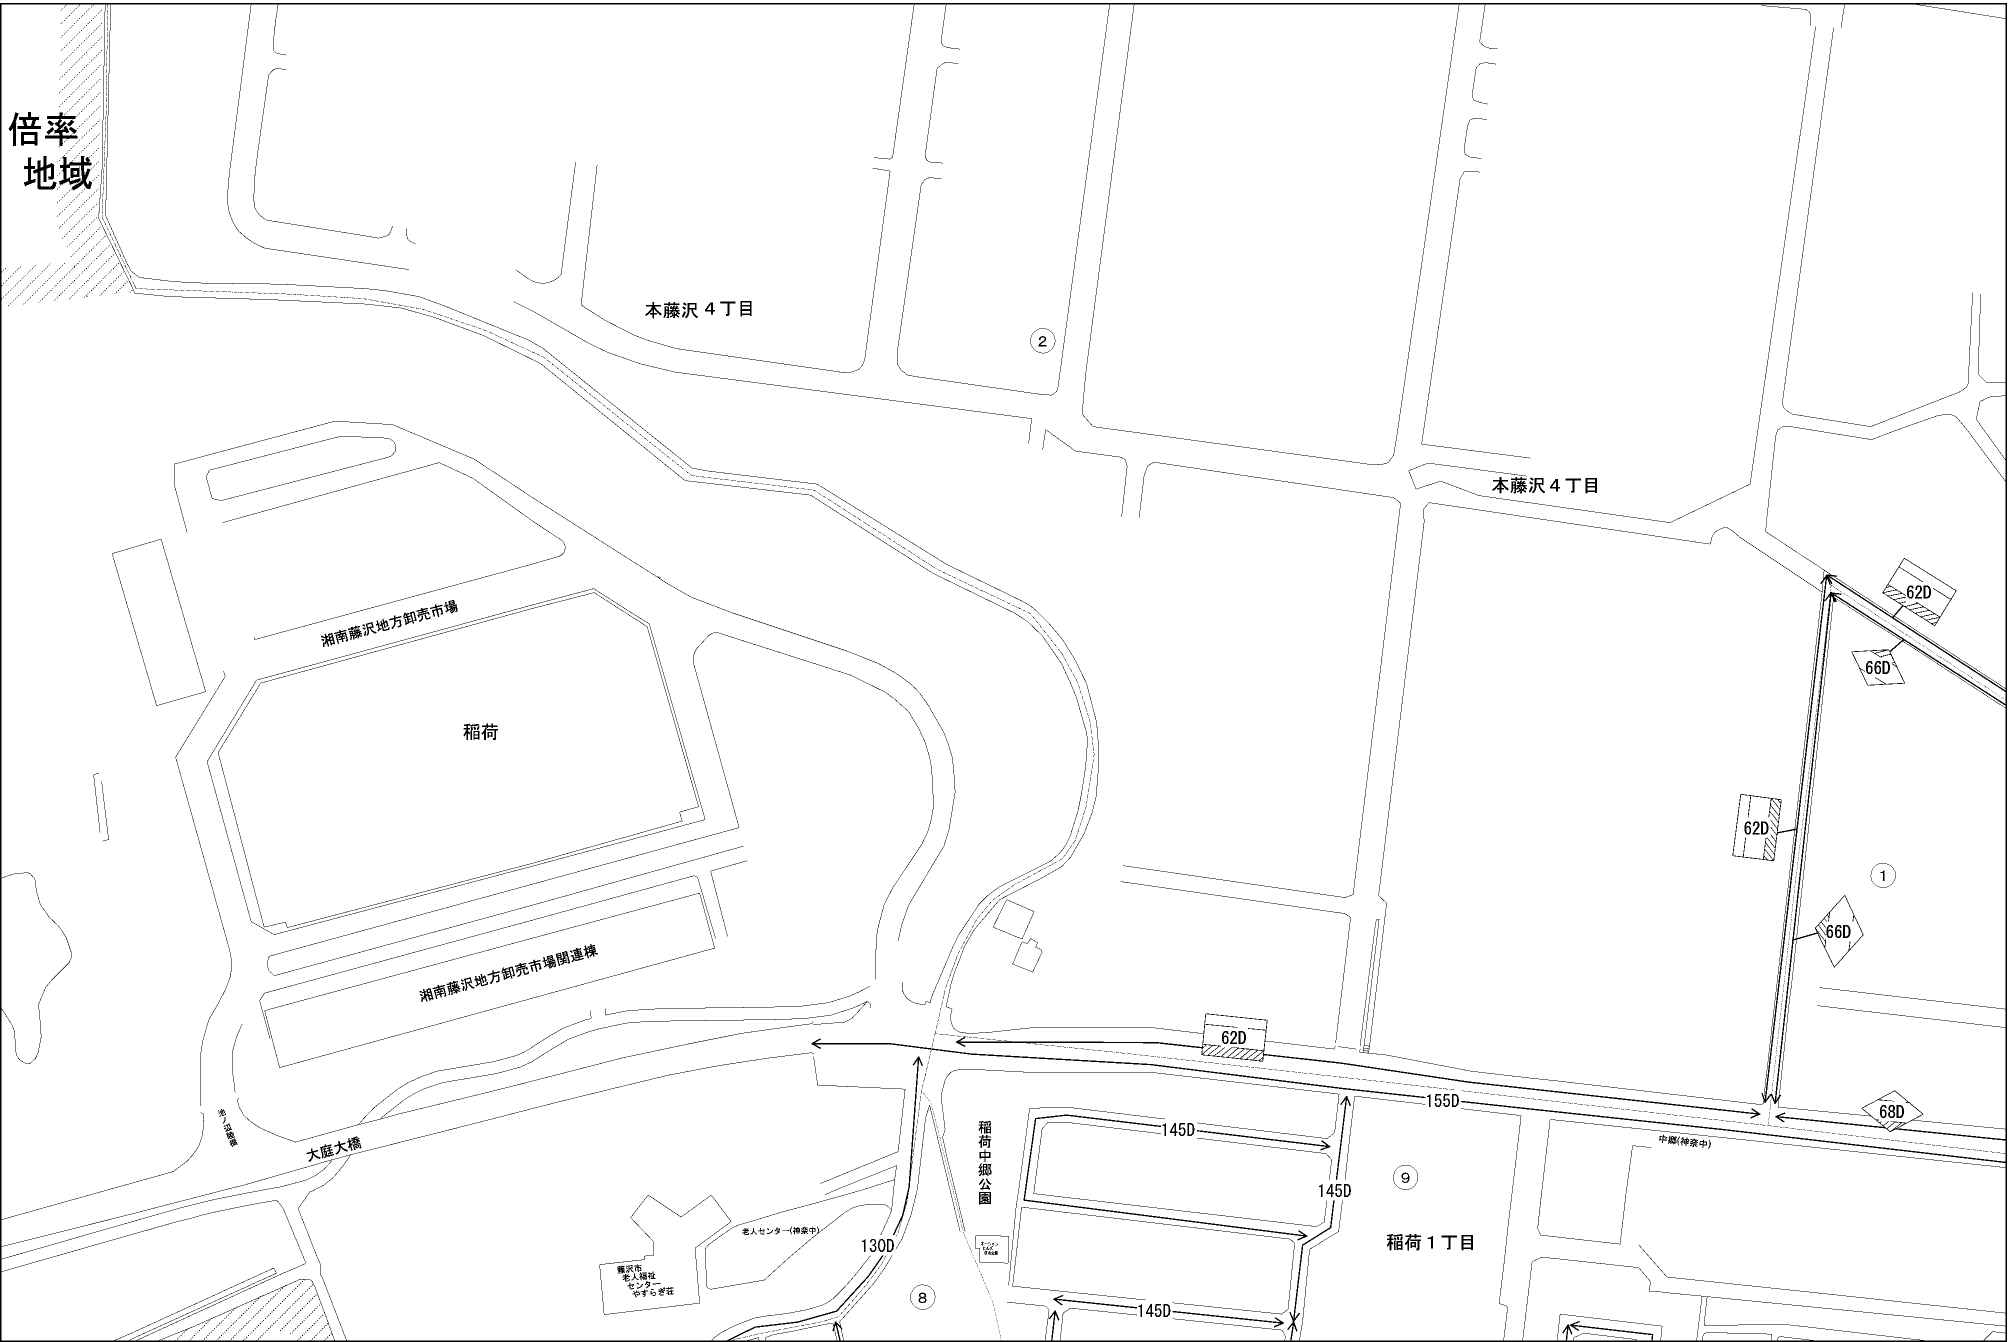 倍率
地域
本藤沢４丁目
2
本藤沢４丁目
62D
湘南藤沢地方卸売市場
66D
稲荷
62D
1
66D
湘南藤沢地方卸売市場関連棟
62D
155D
68D
145D
稲荷中郷公園
中郷(神奈中)
大庭大橋
145D
9
老人センター(神奈中)
130D
稲荷１丁目
藤沢市
老人福祉
センター
やすらぎ荘
8
145D